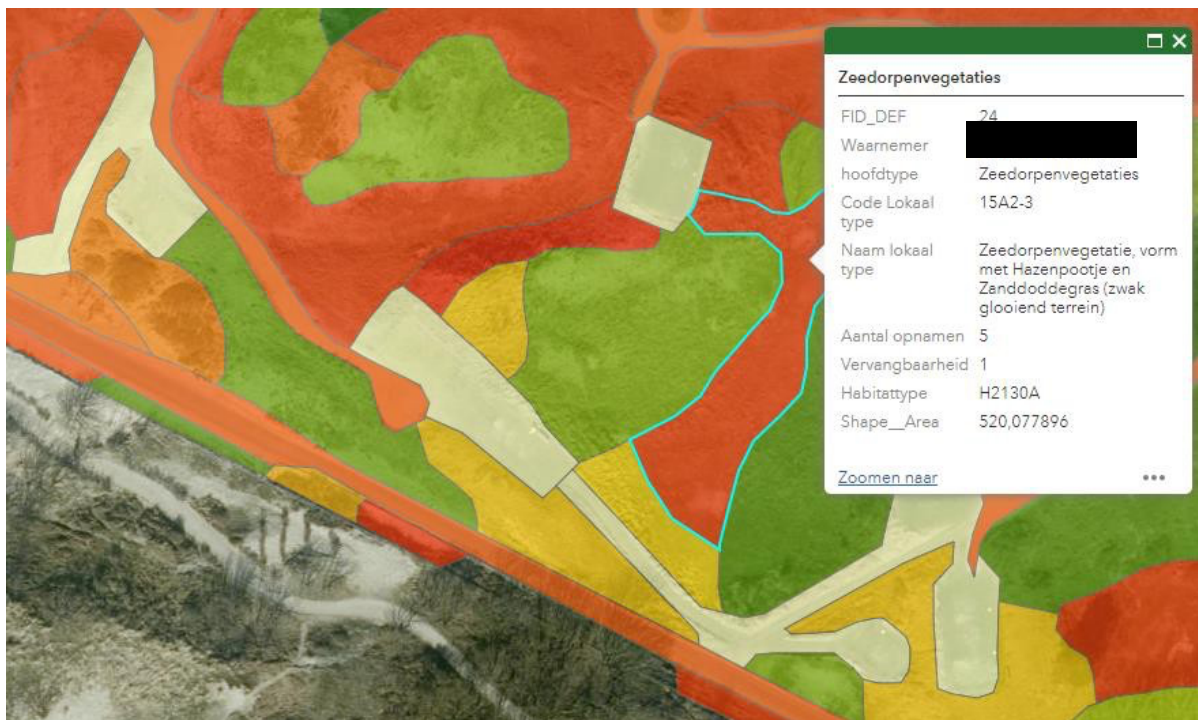 Zeedorpenvegetaties
FID_DEF 24
Waarnemer
hoofdtype Zeedorpenvegetaties
Code Lokaal type 15A2-3
Naam lokaal type Zeedorpenvegetatie, vorm
met Hazenpootje en
Zanddoddegras (zwak
glooiend terrein)
Aantal opnamen 5
Vervangbaarheid 1
Habitattype H2130A
Shape__Area 520,077896
Zoomen naar